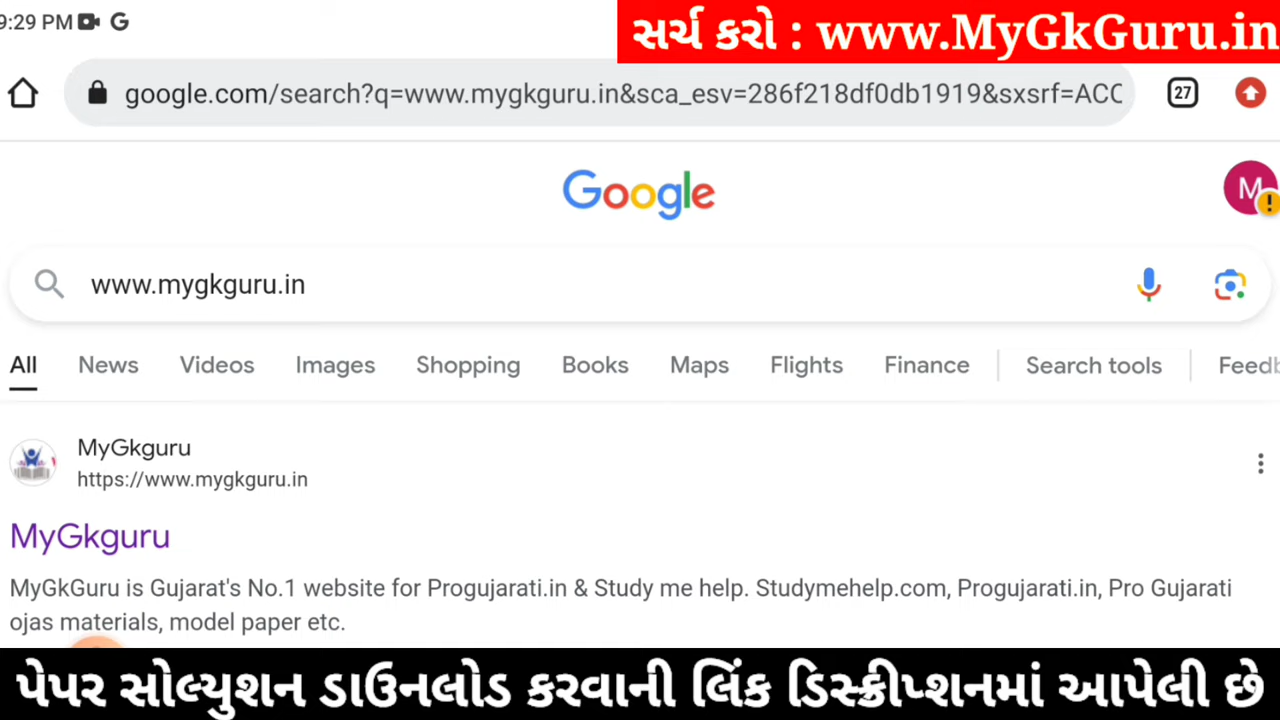 9:29 PM
સર્ચ કરો : www.MyGkGuru.in
google.com/search?q=www.mygkguru.in&sca_esv=286f218df0db1919&sxsrf=ACC
27
Google
M
www.mygkguru.in
All News Videos Images Shopping Books Maps Flights Finance Search tools Feedb
MyGkguru
https://www.mygkguru.in
MyGkguru
MyGkGuru is Gujarat's No.1 website for Progujarati.in & Study me help. Studymehelp.com, Progujarati.in, Pro Gujarati
ojas materials, model paper etc.
પેપર સોલ્યુશન ડાઉનલોડ કરવાની લિંક ડિસ્ક્રીપ્શનમાં આપેલી છે